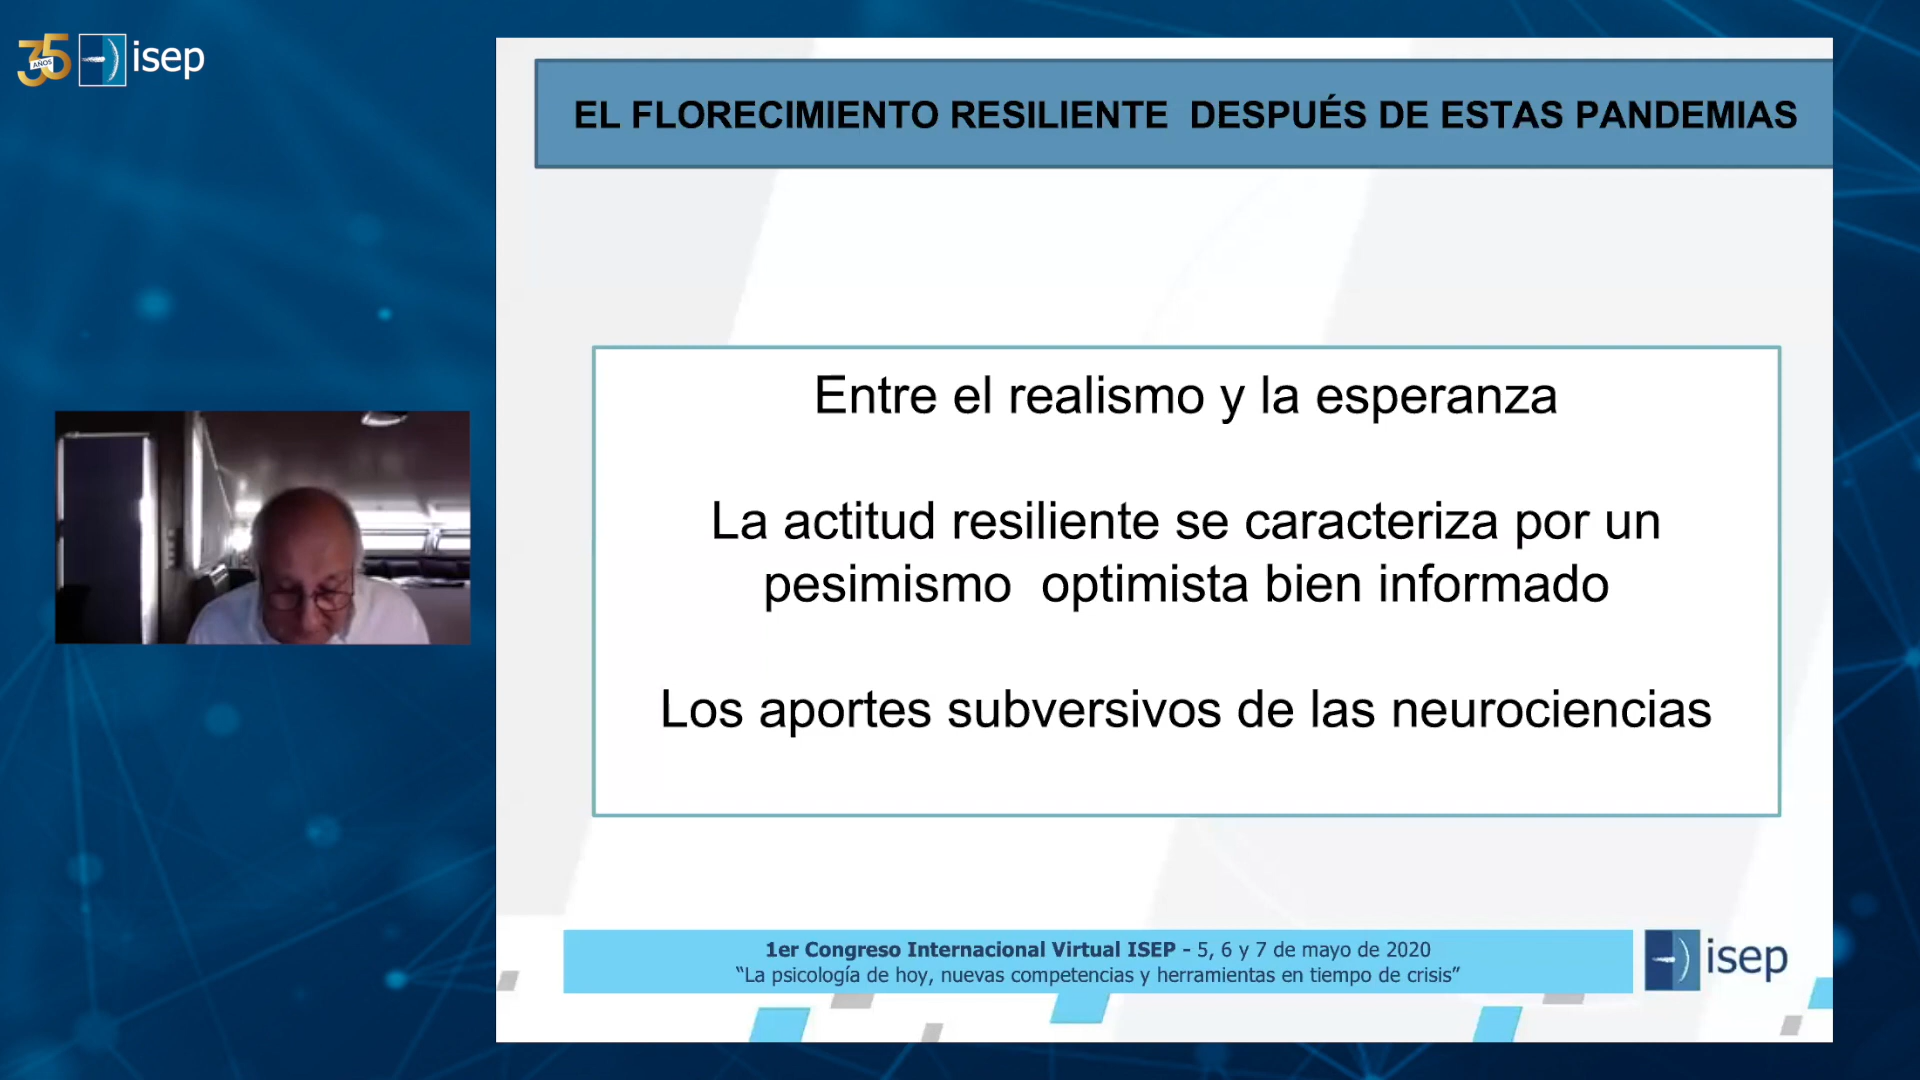 35
AÑOS
isep
EL FLORECIMIENTO RESILIENTE  DESPUÉS DE ESTAS PANDEMIAS
Entre el realismo y la esperanza
La actitud resiliente se caracteriza por un
pesimismo  optimista bien informado
Los aportes subversivos de las neurociencias
1er Congreso Internacional Virtual ISEP - 5, 6 y 7 de mayo de 2020
“La psicología de hoy, nuevas competencias y herramientas en tiempo de crisis”
isep